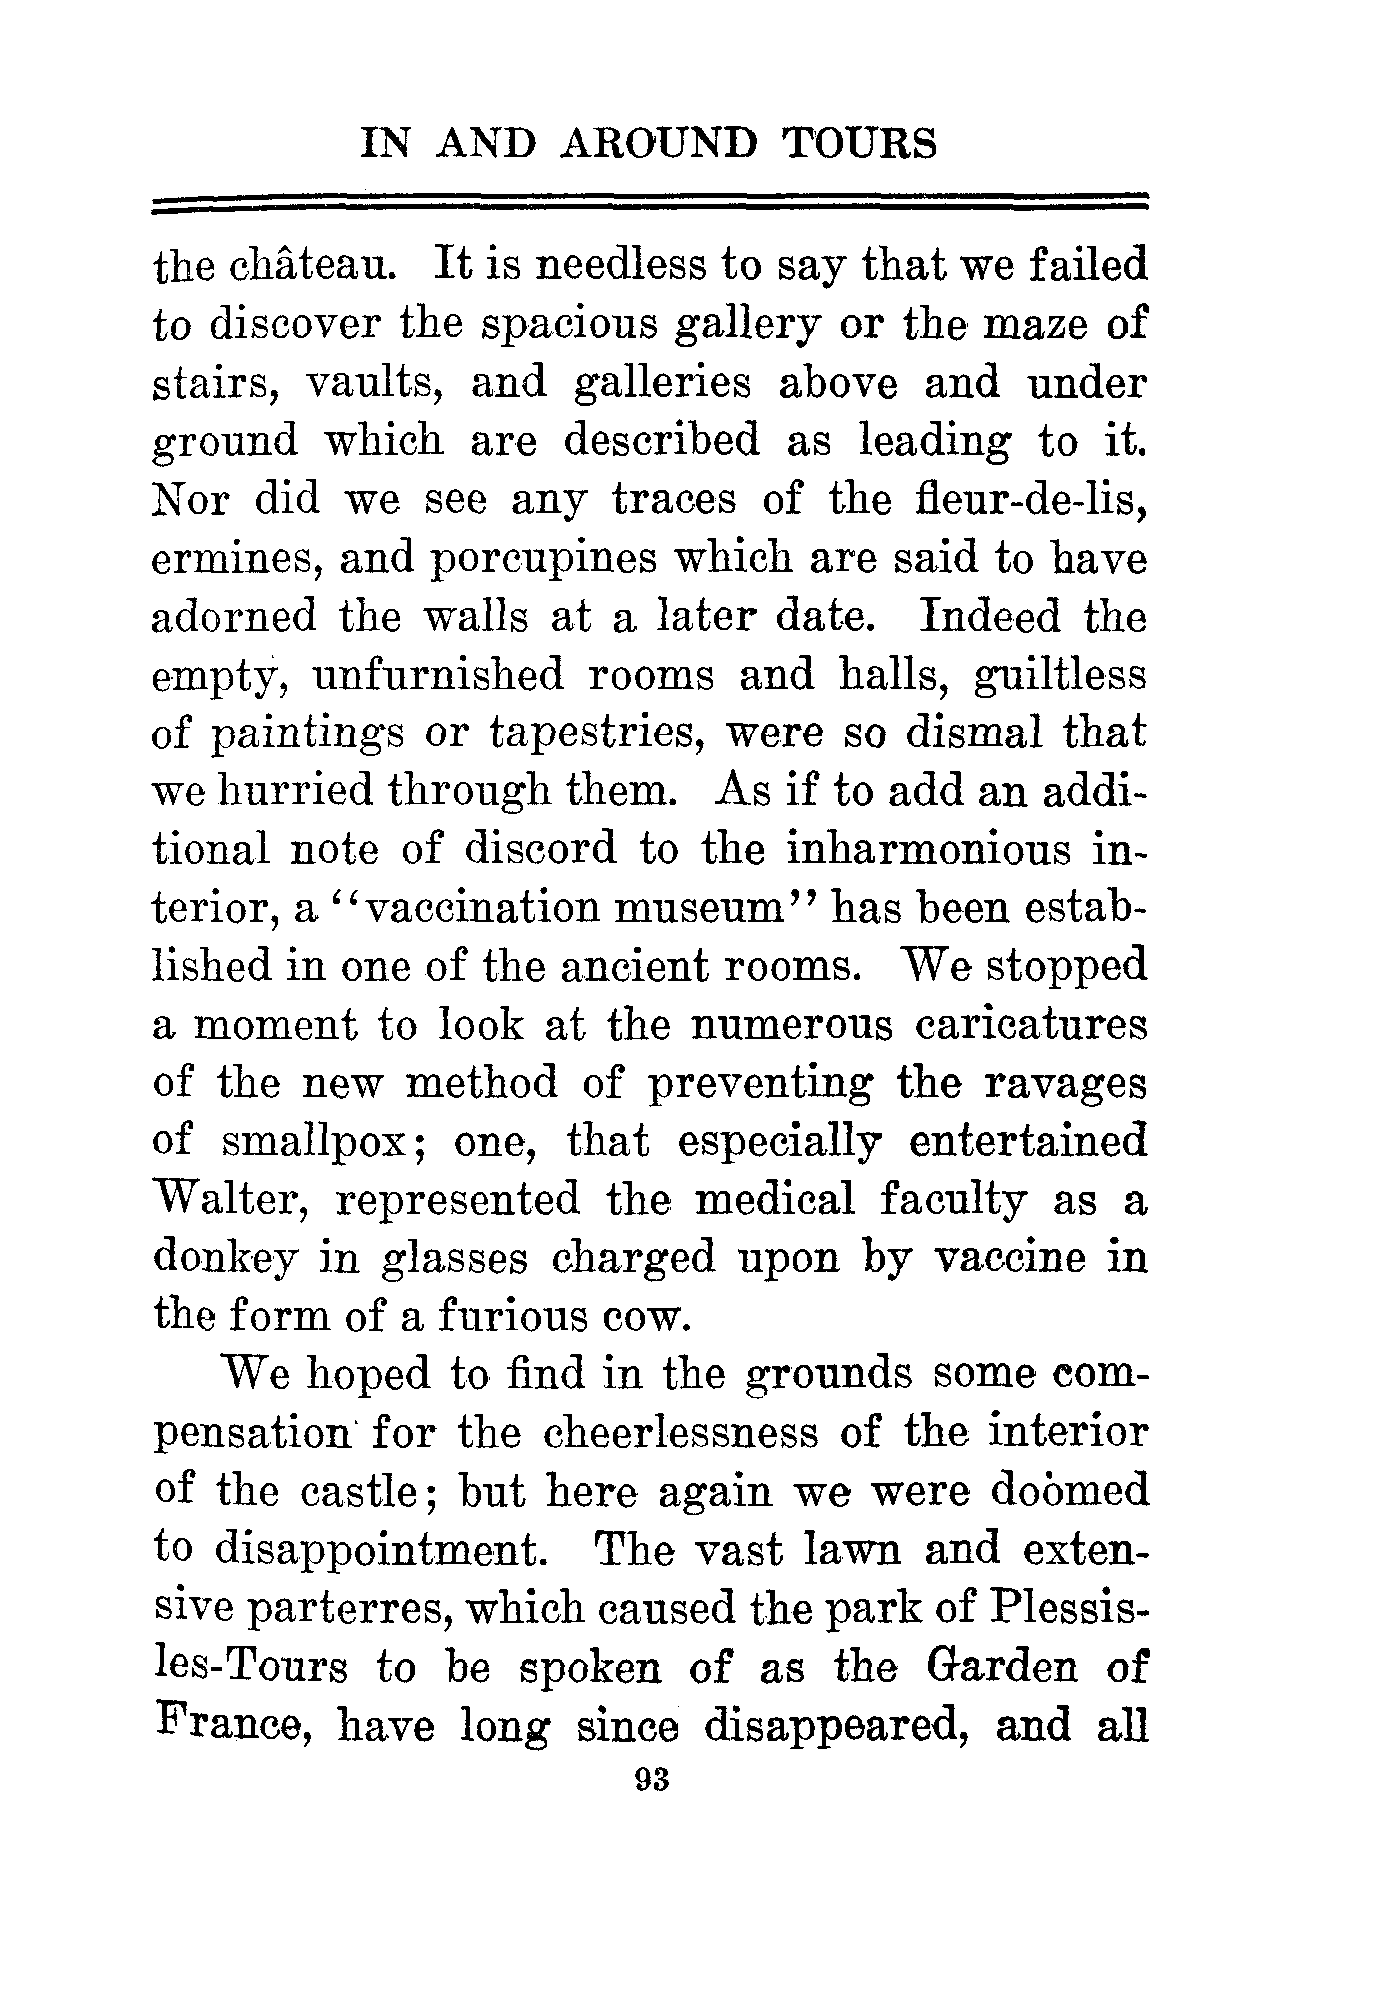 IN AND AROUND TOURS
the château. It is needless to say that we failed
to discover the spacious gallery or the maze of
stairs, vaults, and galleries above and under
ground which are described as leading to it.
Nor did we see any traces of the fleur-de-lis,
ermines, and porcupines which are said to have
adorned the walls at a later date. Indeed the
empty, unfurnished rooms and halls, guiltless
of paintings or tapestries, were so dismal that
we hurried through them. As if to add an addi-
tional note of discord to the inharmonious in-
terior, a ‘‘vaccination museum’’ has been estab-
lished in one of the ancient rooms. We stopped
a moment to look at the numerous caricatures
of the new method of preventing the ravages
of smallpox; one, that especially entertained
Walter, represented the medical faculty as a
donkey in glasses charged upon by vaccine in
the form of a furious cow.
We hoped to find in the grounds some com-
pensation for the cheerlessness of the interior
of the castle; but here again we were doomed
to disappointment. The vast lawn and exten-
sive parterres, which caused the park of Plessis-
les-Tours to be spoken of as the Garden of
France, have long since disappeared, and all
93